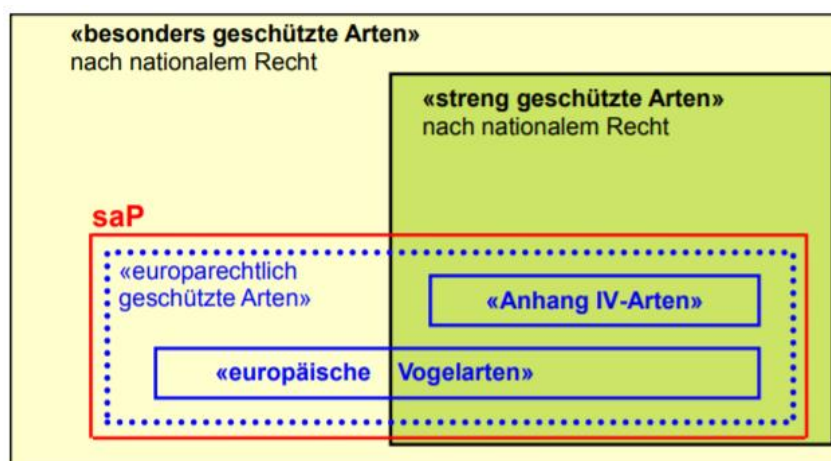 «besonders geschützte Arten»
nach nationalem Recht
«streng geschützte Arten»
nach nationalem Recht
saP
«europarechtlich
geschützte Arten»
«Anhang IV-Arten»
«europäische Vogelarten»